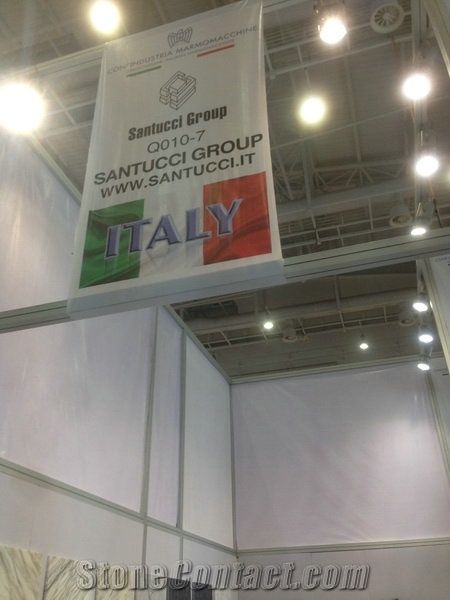 CONFINDUSTRIA MARMOMACCHINE
Santucci Group
Q010-7
SANTUCCI GROUP
WWW.SANTUCCI.IT
ITALY
StoneContact.com